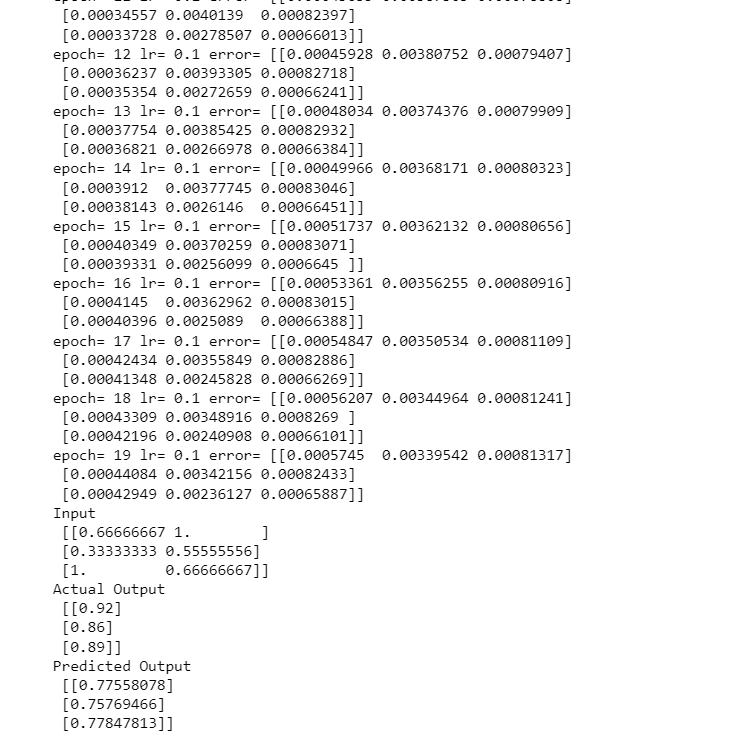 [0.00034557 0.0040139  0.00082397]
[0.00033728 0.00278507 0.00066013]]
epoch= 12 lr= 0.1 error= [[0.00045928 0.00380752 0.00079407]
[0.00036237 0.00393305 0.00082718]
[0.00035354 0.00272659 0.00066241]]
epoch= 13 lr= 0.1 error= [[0.00048034 0.00374376 0.00079909]
[0.00037754 0.00385425 0.00082932]
[0.00036821 0.00266978 0.00066384]]
epoch= 14 lr= 0.1 error= [[0.00049966 0.00368171 0.00080323]
[0.0003912  0.00377745 0.00083046]
[0.00038143 0.0026146  0.00066451]]
epoch= 15 lr= 0.1 error= [[0.00051737 0.00362132 0.00080656]
[0.00040349 0.00370259 0.00083071]
[0.00039331 0.00256099 0.0006645 ]]
epoch= 16 lr= 0.1 error= [[0.00053361 0.00356255 0.00080916]
[0.0004145  0.00362962 0.00083015]
[0.00040396 0.0025089  0.00066388]]
epoch= 17 lr= 0.1 error= [[0.00054847 0.00350534 0.00081109]
[0.00042434 0.00355849 0.00082886]
[0.00041348 0.00245828 0.00066269]]
epoch= 18 lr= 0.1 error= [[0.00056207 0.00344964 0.00081241]
[0.00043309 0.00348916 0.0008269 ]
[0.00042196 0.00240908 0.00066101]]
epoch= 19 lr= 0.1 error= [[0.0005745  0.00339542 0.00081317]
[0.00044084 0.00342156 0.00082433]
[0.00042949 0.00236127 0.00065887]]
Input
[[0.66666667 1.        ]
[0.33333333 0.55555556]
[1.         0.66666667]]
Actual Output
[[0.92]
[0.86]
[0.89]]
Predicted Output
[[0.77558078]
[0.75769466]
[0.77847813]]